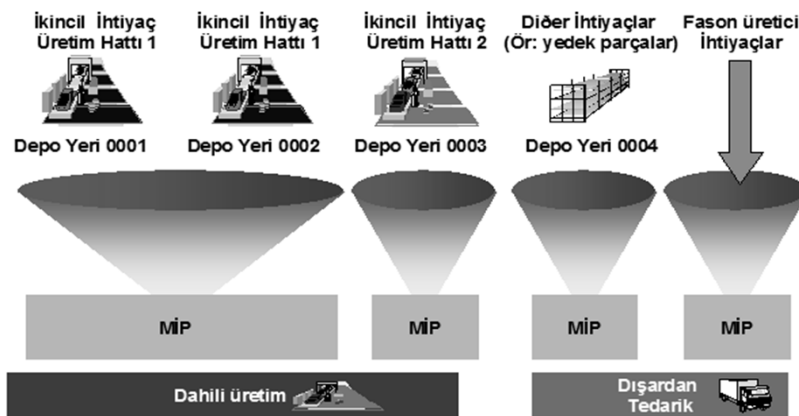 İkincil İhtiyaç
Üretim Hattı 1
İkincil İhtiyaç
Üretim Hattı 1
İkincil İhtiyaç
Üretim Hattı 2
Diðer İhtiyaçlar
(Ör: yedek parçalar)
Fason üretici
İhtiyaçlar
Depo Yeri 0001
Depo Yeri 0002
Depo Yeri 0003
Depo Yeri 0004
MİP
MİP
MİP
MİP
Dahili üretim
Dışardan
Tedarik